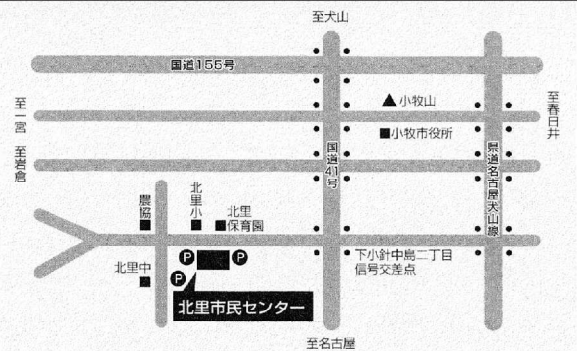 至犬山
国道155号
至一宮
至岩倉
至春日井
小牧山
小牧市役所
国道41号
県道名古屋犬山線
農協
北里小
北里
保育園
P
P
P
下小針中島二丁目
信号交差点
北里中
北里市民センター
至名古屋